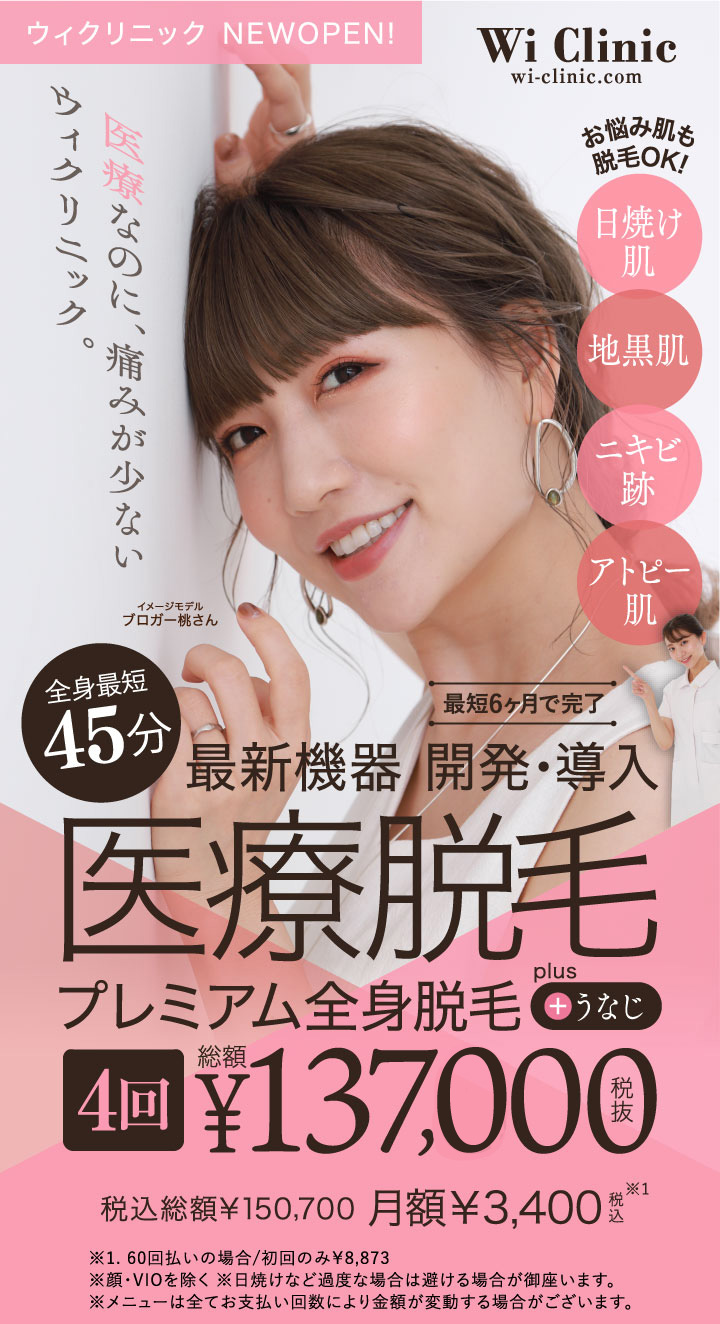 ウィクリニック NEWOPEN!
Wi Clinic
wi-clinic.com
医療なのに、痛みが少ない
ウィクリニック。
お悩み肌も
脱毛OK!
日焼け
肌
地黒肌
ニキビ
跡
アトピー
肌
イメージモデル
ブロガー桃さん
全身最短
45分
最短6ヶ月で完了
最新機器 開発・導入
医療脱毛
プレミアム全身脱毛 plus +うなじ
4回 総額 ¥137,000 税抜
税込総額¥150,700 月額¥3,400 税込 ※1
※1. 60回払いの場合/初回のみ¥8,873
※顔・VIOを除く ※日焼けなど過度な場合は避ける場合が御座います。
※メニューは全てお支払い回数により金額が変動する場合がございます。